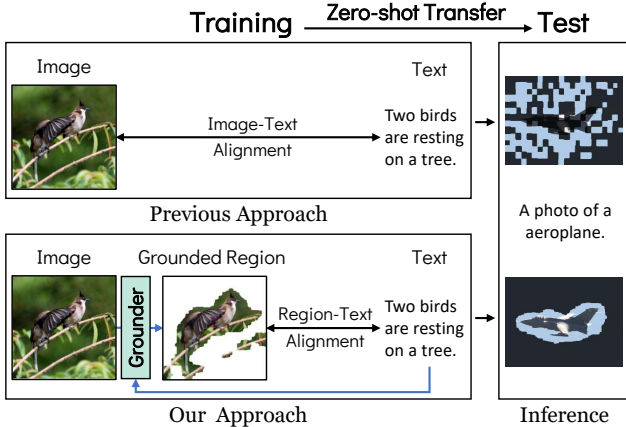 Training
Zero-shot Transfer
Test
Image
Text
Image-Text
Alignment
Two birds
are resting
on a tree.
Previous Approach
A photo of a
aeroplane.
Image
Grounded Region
Text
Grounder
Region-Text
Alignment
Two birds
are resting
on a tree.
Our Approach
Inference